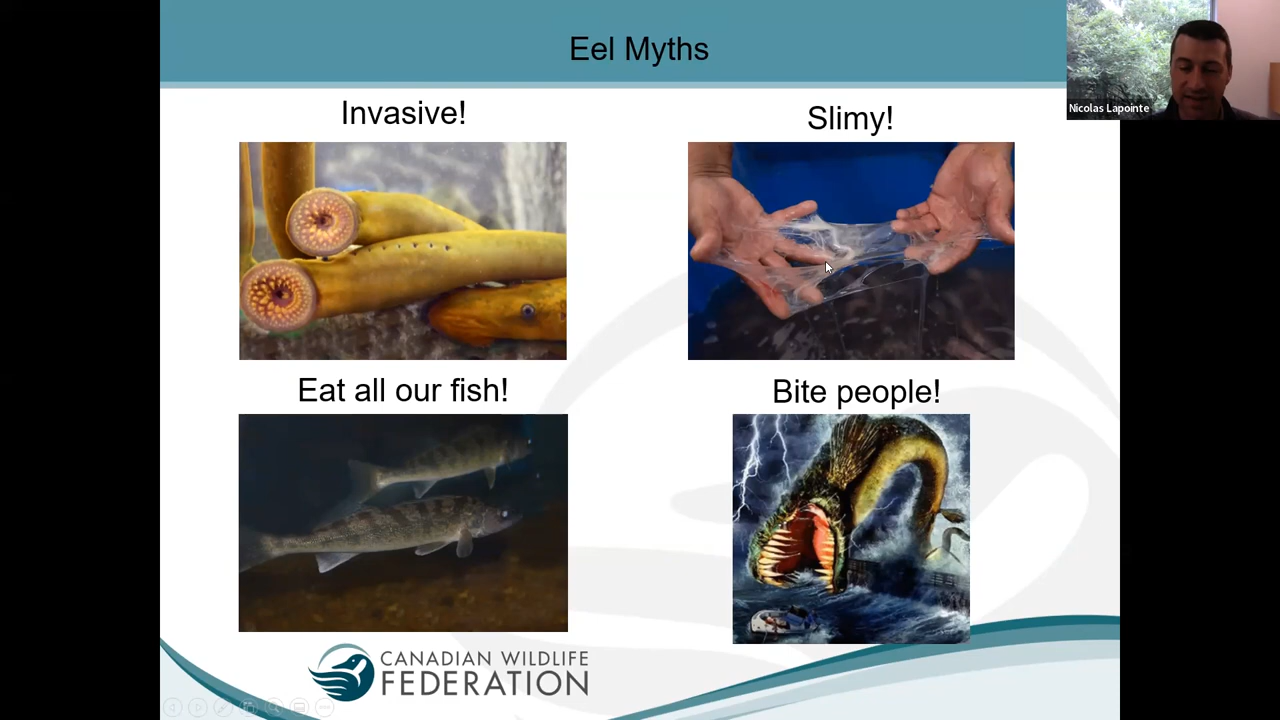 Eel Myths
Nicolas Lapointe
Invasive!
Slimy!
Eat all our fish!
Bite people!
CANADIAN WILDLIFE
FEDERATION